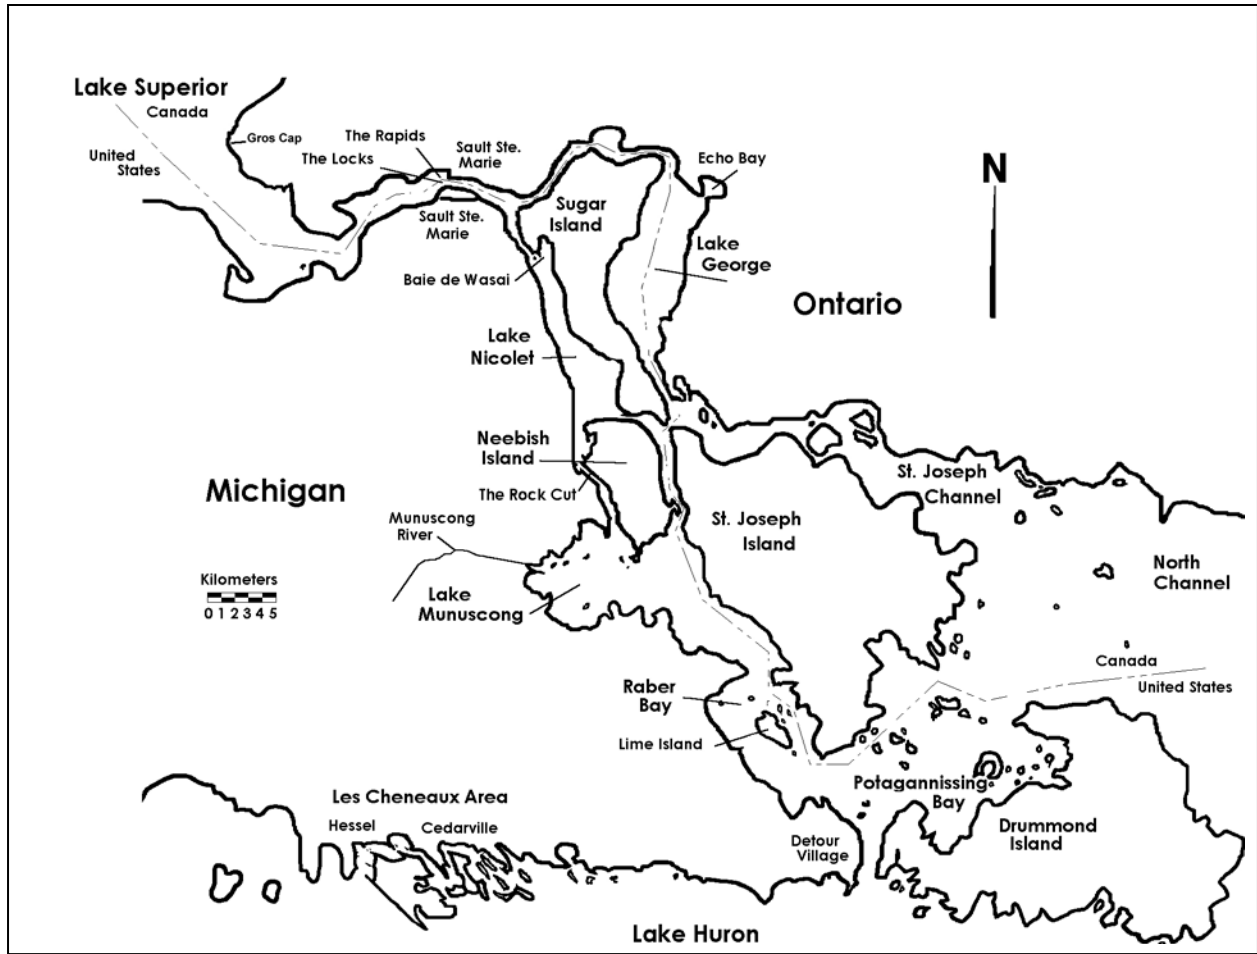 Lake Superior
Canada
Gros Cap
United
States
The Rapids
The Locks
Sault Ste.
Marie
Sault Ste.
Marie
Echo Bay
Sugar
Island
Lake
George
Baie de Wasai
N
Ontario
Lake
Nicolet
Neebish
Island
The Rock Cut
Michigan
Munuscong
River
St. Joseph
Channel
St. Joseph
Island
North
Channel
Kilometers
0 1 2 3 4 5
Lake
Munuscong
Canada
United States
Raber
Bay
Lime Island
Potagannissing
Bay
Les Cheneaux Area
Hessel
Cedarville
Detour
Village
Drummond
Island
Lake Huron